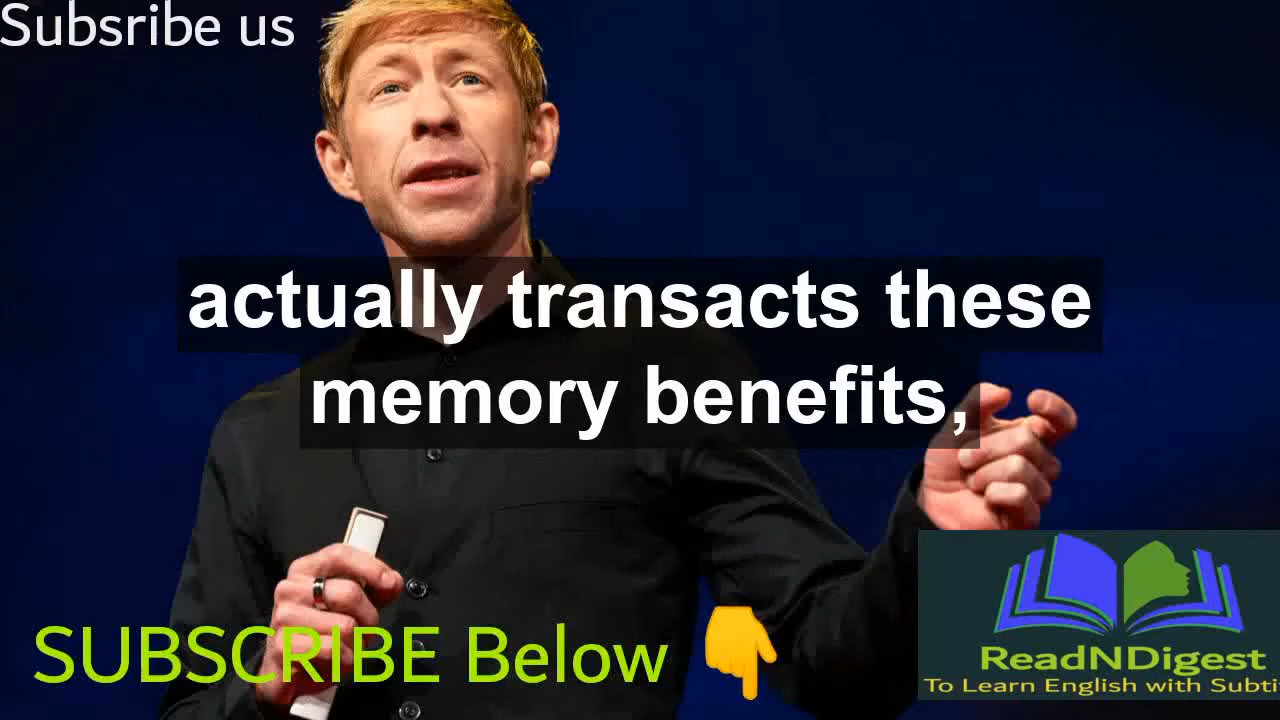 Subsribe us
actually transacts these
memory benefits,
SUBSCRIBE Below
ReadNDigest
To Learn English with Subti